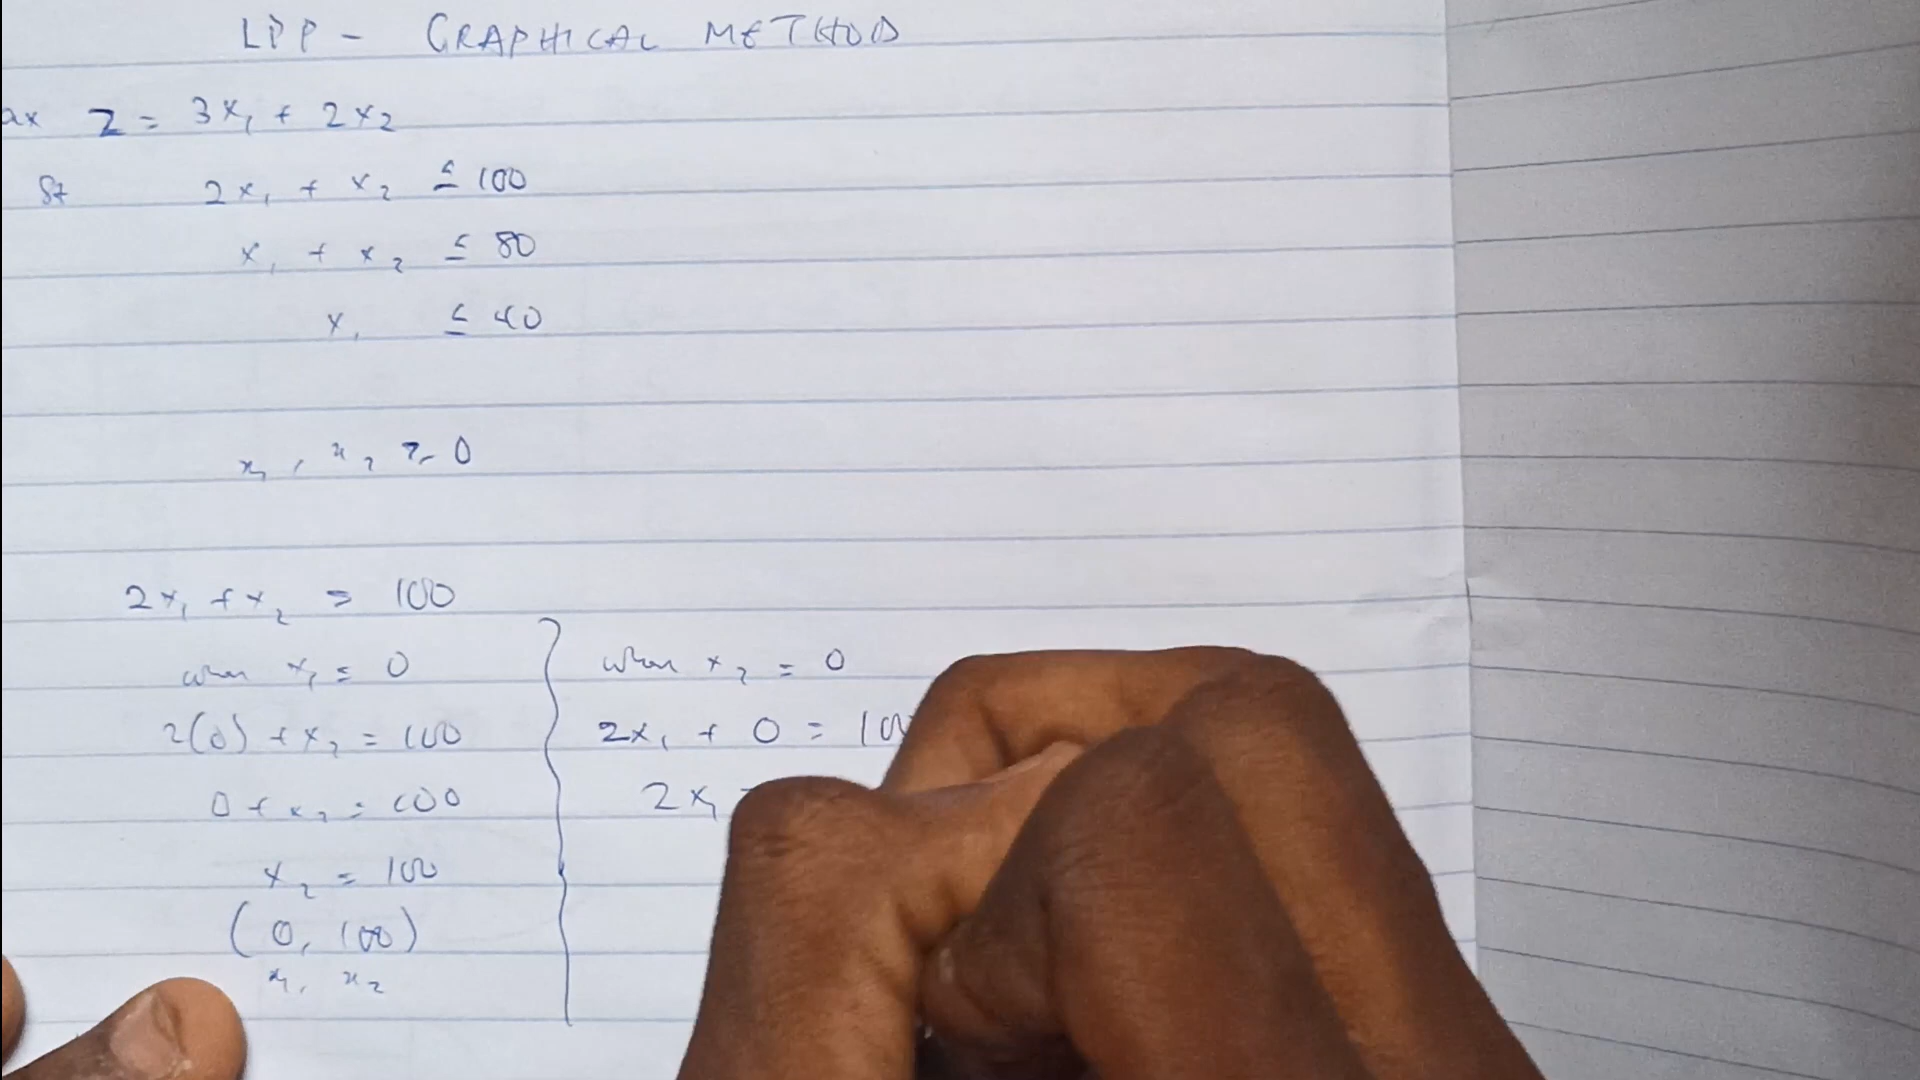 LPP - GRAPHICAL METHOD
ax Z = 3x₁ + 2x₂
St 2x₁ + x₂ ≤ 100
x₁ + x₂ ≤ 80
x₁ ≤ 40
x₁, x₂ ≥ 0
2x₁ + x₂ = 100
when x₁ = 0
2(0) + x₂ = 100
0 + x₂ = 100
x₂ = 100
(0, 100)
x₁, x₂
when x₂ = 0
2x₁ + 0 = 100
2x₁